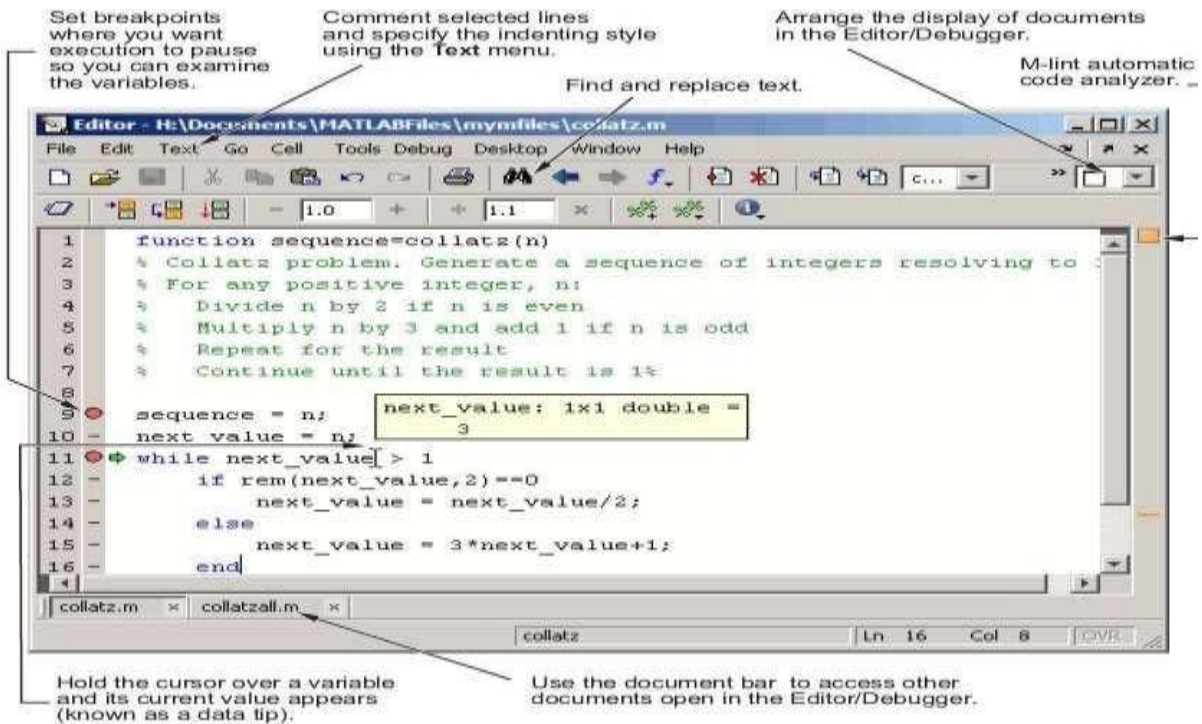 Set breakpoints
where you want
execution to pause
so you can examine
the variables.
Comment selected lines
and specify the indenting style
using the Text menu.
Find and replace text.
Arrange the display of documents
in the Editor/Debugger.
M-lint automatic
code analyzer.
Editor - H:\Documents\MATLABFiles\mymfiles\collatz.m
File Edit Text Go Cell Tools Debug Desktop Window Help
c...
1.0
1.1
1 function sequence=collatz(n)
2 % Collatz problem. Generate a sequence of integers resolving to
3 % For any positive integer, n:
4 % Divide n by 2 if n is even
5 % Multiply n by 3 and add 1 if n is odd
6 % Repeat for the result
7 % Continue until the result is 1%
8
9 sequence = n;
10 - next_value = n;
next_value: 1x1 double =
3
11 while next_value > 1
12 - if rem(next_value,2)==0
13 - next_value = next_value/2;
14 - else
15 - next_value = 3*next_value+1;
16 - end
collatz.m × collatzall.m ×
collatz Ln 16 Col 8 OVR
Hold the cursor over a variable
and its current value appears
(known as a data tip).
Use the document bar to access other
documents open in the Editor/Debugger.